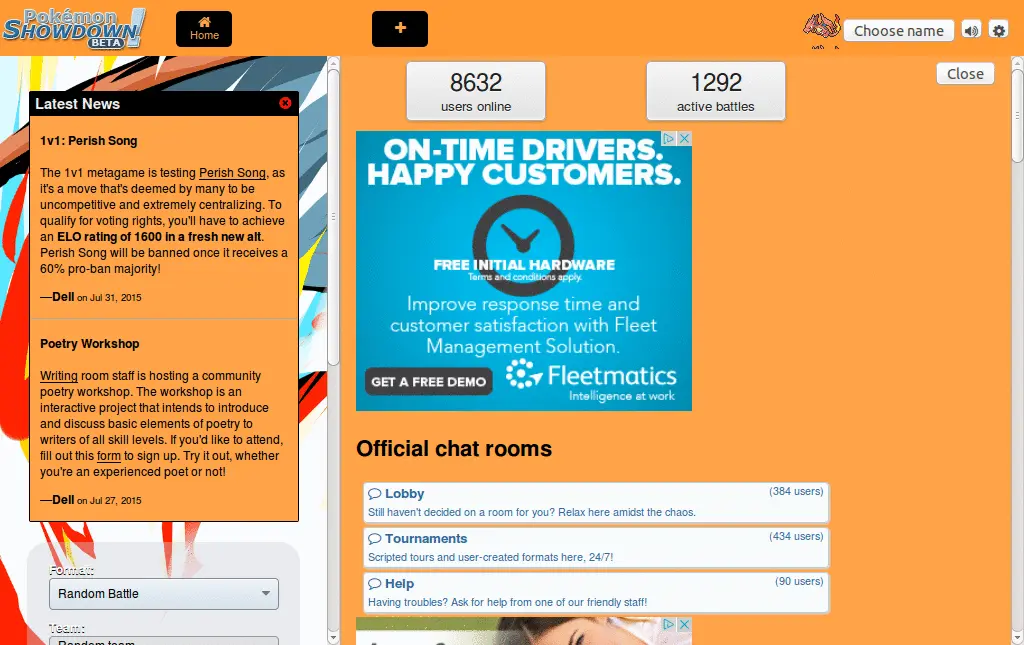 Pokémon
SHOWDOWN!
BETA
Home
+
Choose name
Latest News
1v1: Perish Song
The 1v1 metagame is testing Perish Song, as
it's a move that's deemed by many to be
uncompetitive and extremely centralizing. To
qualify for voting rights, you'll have to achieve
an ELO rating of 1600 in a fresh new alt.
Perish Song will be banned once it receives a
60% pro-ban majority!
—Dell on Jul 31, 2015
Poetry Workshop
Writing room staff is hosting a community
poetry workshop. The workshop is an
interactive project that intends to introduce
and discuss basic elements of poetry to
writers of all skill levels. If you'd like to attend,
fill out this form to sign up. Try it out, whether
you're an experienced poet or not!
—Dell on Jul 27, 2015
Format:
Random Battle
Team:
Random team
8632
users online
1292
active battles
Close
ON-TIME DRIVERS.
HAPPY CUSTOMERS.
FREE INITIAL HARDWARE
Terms and conditions apply.
Improve response time and
customer satisfaction with Fleet
Management Solution.
GET A FREE DEMO
Fleetmatics
Intelligence at work
Official chat rooms
Lobby (384 users)
Still haven't decided on a room for you? Relax here amidst the chaos.
Tournaments (434 users)
Scripted tours and user-created formats here, 24/7!
Help (90 users)
Having troubles? Ask for help from one of our friendly staff!